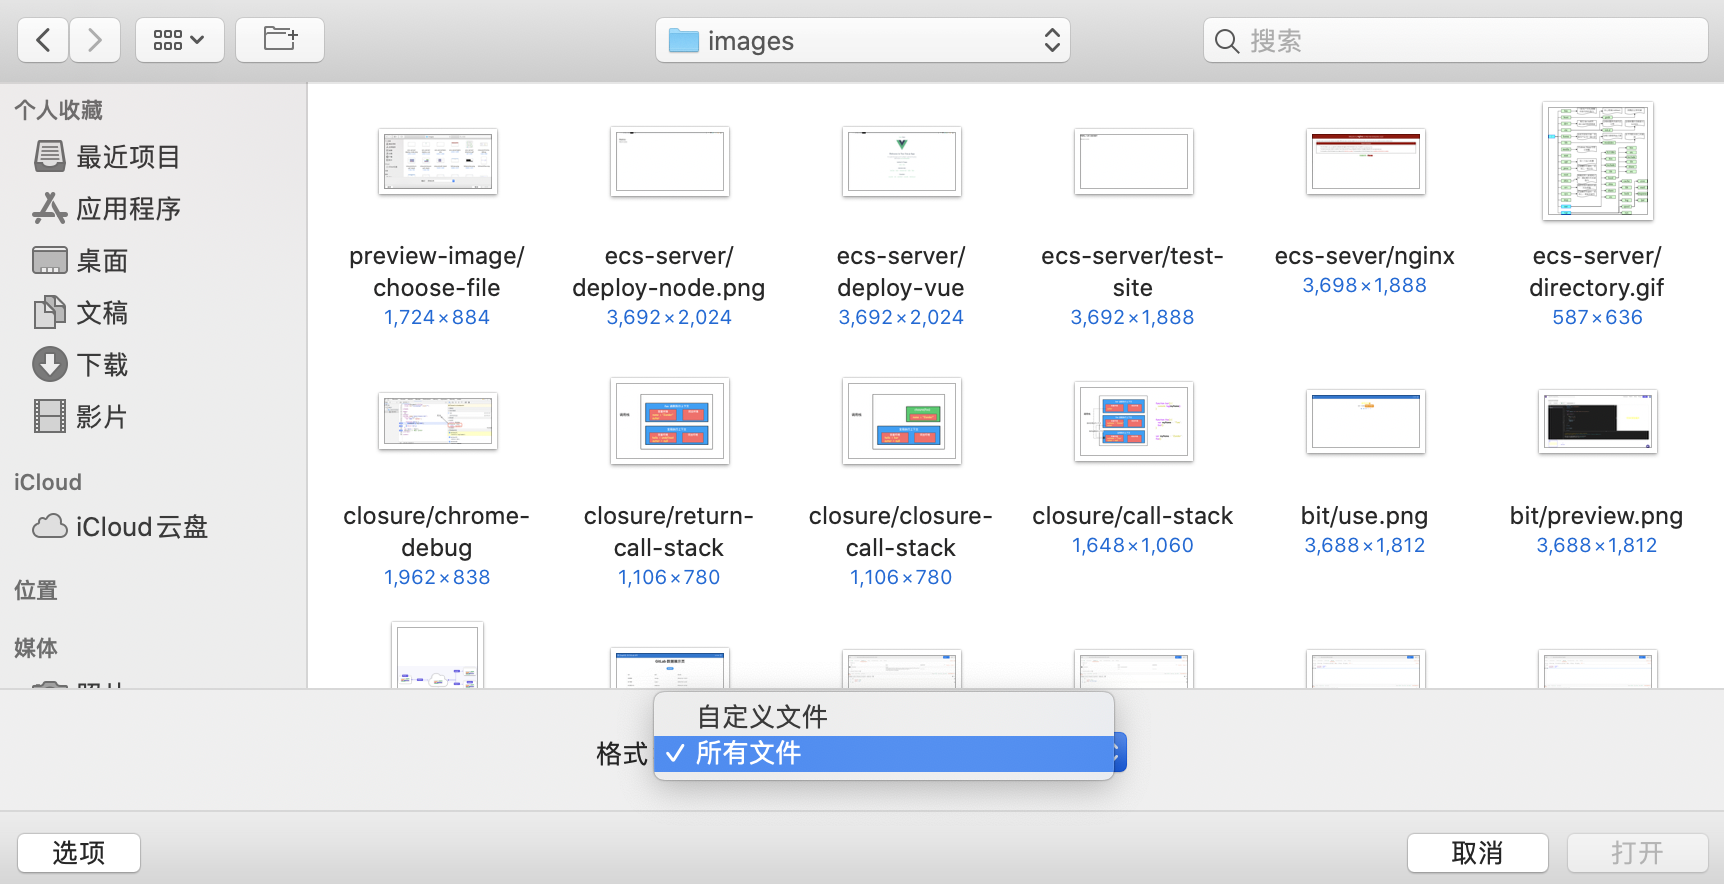 images
搜索
个人收藏
最近项目
应用程序
桌面
文稿
下载
影片
iCloud
iCloud云盘
位置
媒体
照片
preview-image/
choose-file
1,724×884
ecs-server/
deploy-node.png
3,692×2,024
ecs-server/
deploy-vue
3,692×2,024
ecs-server/test-
site
3,692×1,888
ecs-sever/nginx
3,698×1,888
ecs-server/
directory.gif
587×636
closure/chrome-
debug
1,962×838
closure/return-
call-stack
1,106×780
closure/closure-
call-stack
1,106×780
closure/call-stack
1,648×1,060
bit/use.png
3,688×1,812
bit/preview.png
3,688×1,812
格式
自定义文件
所有文件
选项
取消
打开